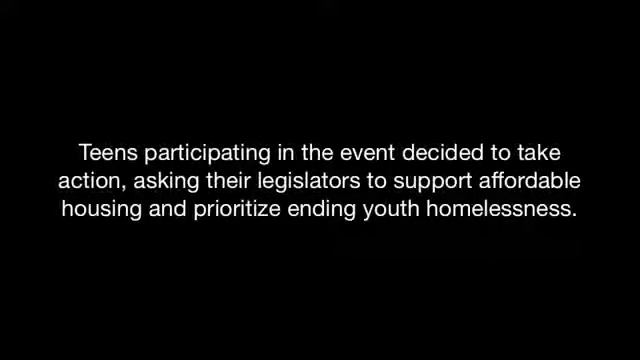 Teens participating in the event decided to take
action, asking their legislators to support affordable
housing and prioritize ending youth homelessness.